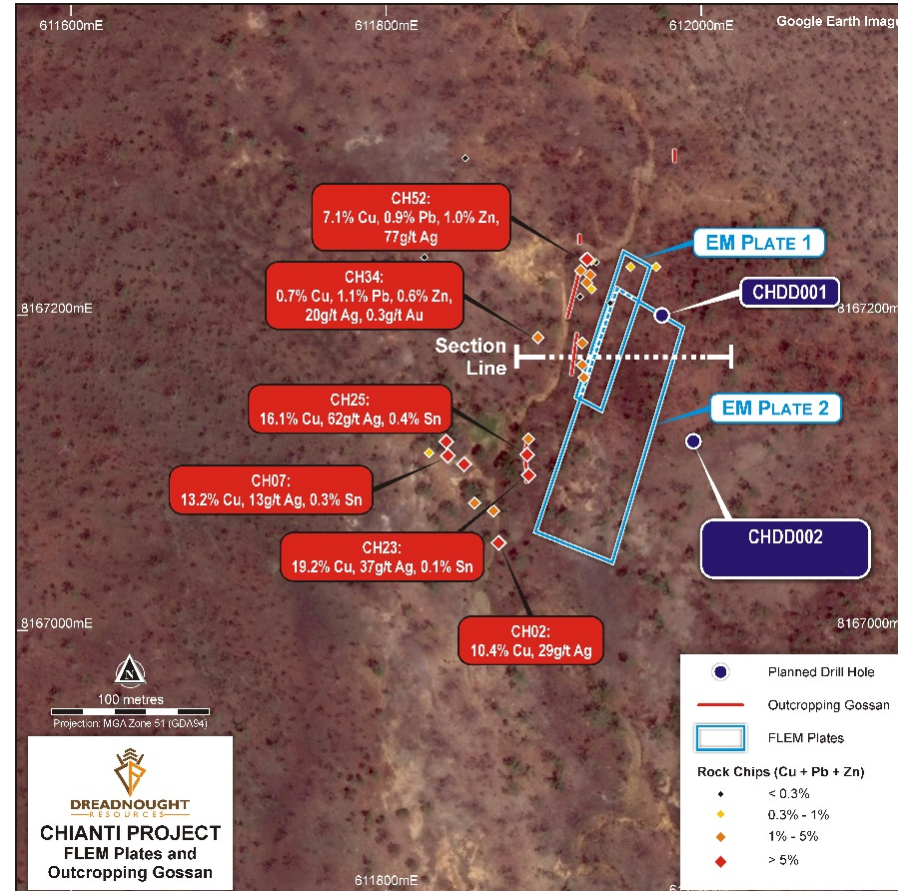 611600mE
611800mE
612000mE
Google Earth Image
CH52:
7.1% Cu, 0.9% Pb, 1.0% Zn,
77g/t Ag
EM PLATE 1
CHDD001
CH34:
0.7% Cu, 1.1% Pb, 0.6% Zn,
20g/t Ag, 0.3g/t Au
8167200mE
8167200mE
Section
Line
CH25:
16.1% Cu, 62g/t Ag, 0.4% Sn
EM PLATE 2
CH07:
13.2% Cu, 13g/t Ag, 0.3% Sn
CHDD002
CH23:
19.2% Cu, 37g/t Ag, 0.1% Sn
CH02:
10.4% Cu, 29g/t Ag
8167000mE
8167000mE
N
100 metres
Projection: MGA Zone 51 (GDA94)
DREADNOUGHT
RESOURCES
CHIANTI PROJECT
FLEM Plates and
Outcropping Gossan
Planned Drill Hole
Outcropping Gossan
FLEM Plates
Rock Chips (Cu + Pb + Zn)
< 0.3%
0.3% - 1%
1% - 5%
> 5%
611800mE